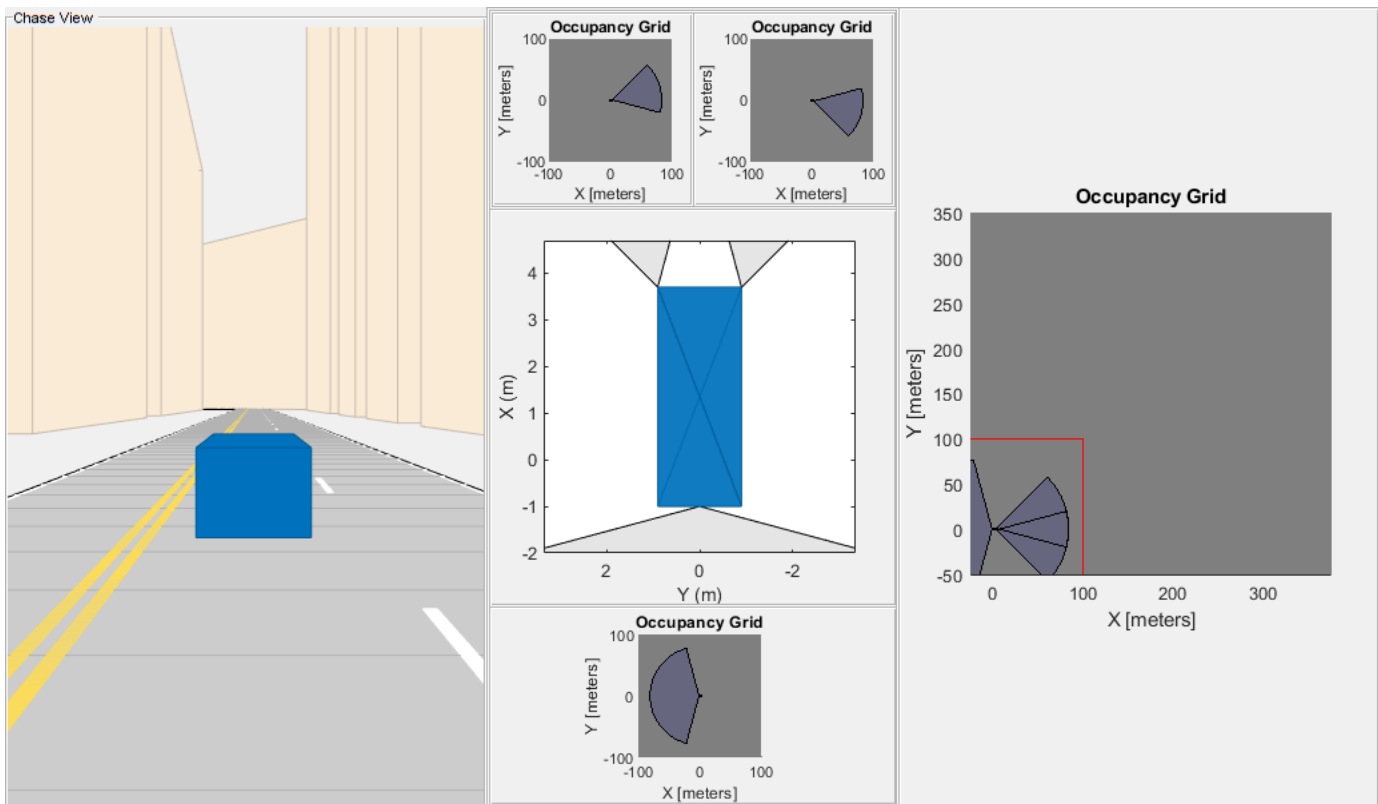 Chase View
Occupancy Grid
100
0
-100
Y [meters]
-100 0 100
X [meters]
Occupancy Grid
100
0
-100
Y [meters]
-100 0 100
X [meters]
4
3
2
1
0
-1
-2
X (m)
2 0 -2
Y (m)
Occupancy Grid
100
0
-100
Y [meters]
-100 0 100
X [meters]
Occupancy Grid
350
300
250
200
150
100
50
0
-50
Y [meters]
0 100 200 300
X [meters]